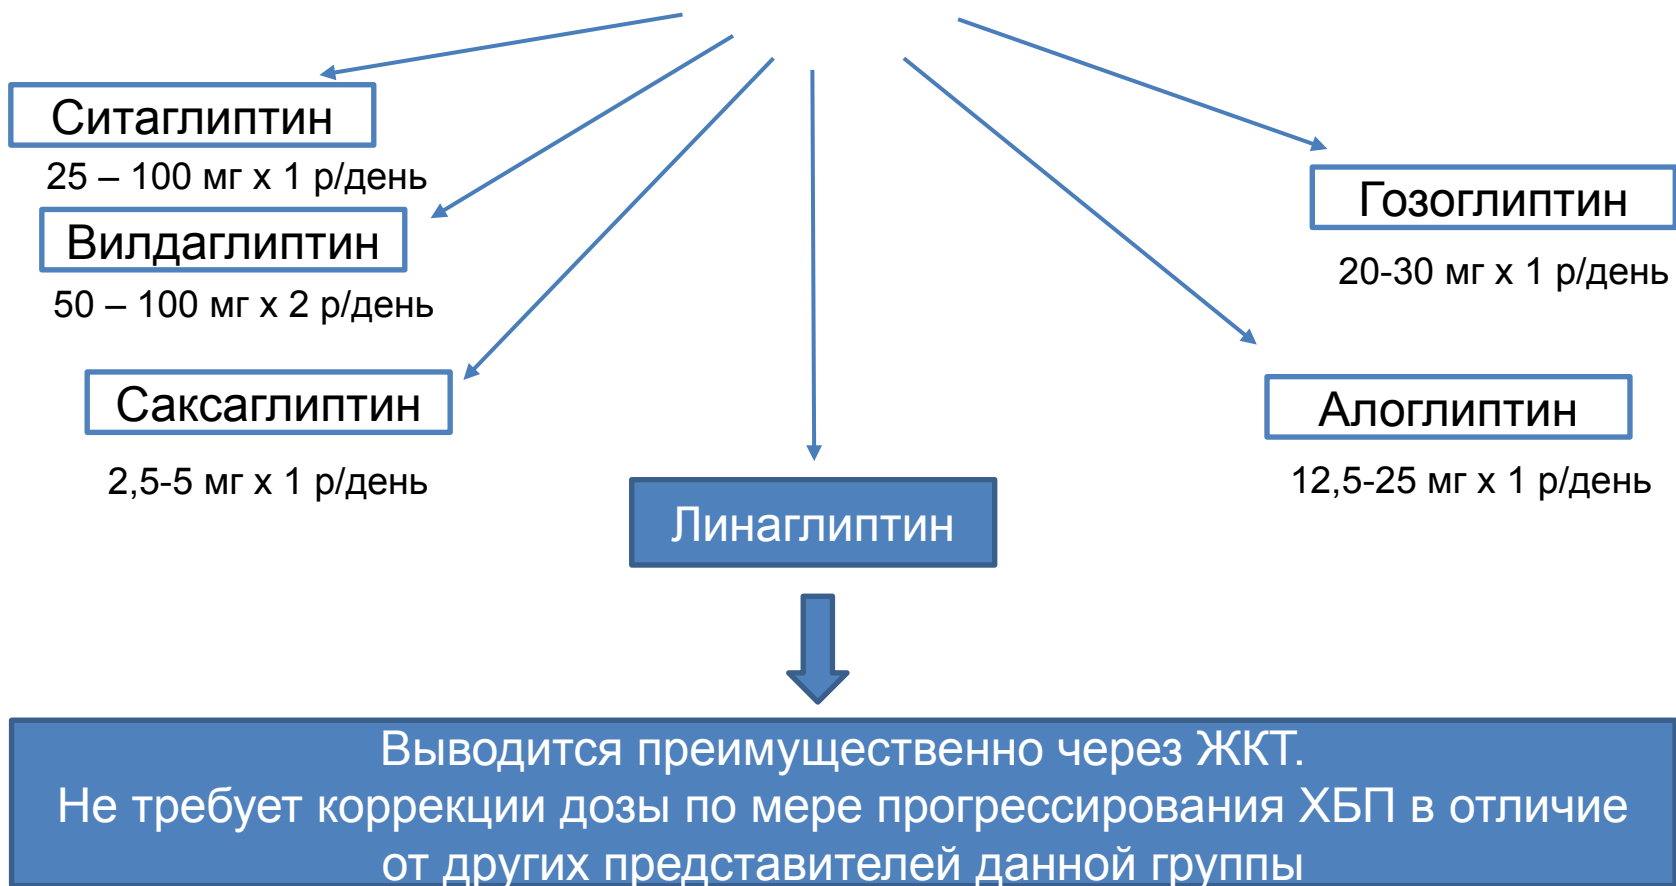 Ситаглиптин
25 – 100 мг х 1 р/день
Вилдаглиптин
50 – 100 мг х 2 р/день
Саксаглиптин
2,5-5 мг х 1 р/день
Линаглиптин
Гозоглиптин
20-30 мг х 1 р/день
Алоглиптин
12,5-25 мг х 1 р/день
Выводится преимущественно через ЖКТ.
Не требует коррекции дозы по мере прогрессирования ХБП в отличие
от других представителей данной группы